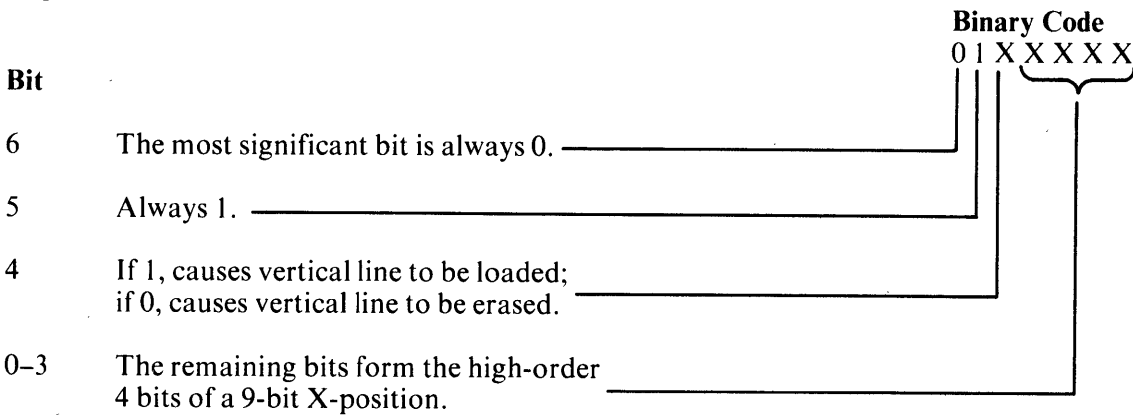 Binary Code
0 1 X X X X X
Bit
6 The most significant bit is always 0.
5 Always 1.
4 If 1, causes vertical line to be loaded;
if 0, causes vertical line to be erased.
0–3 The remaining bits form the high-order
4 bits of a 9-bit X-position.